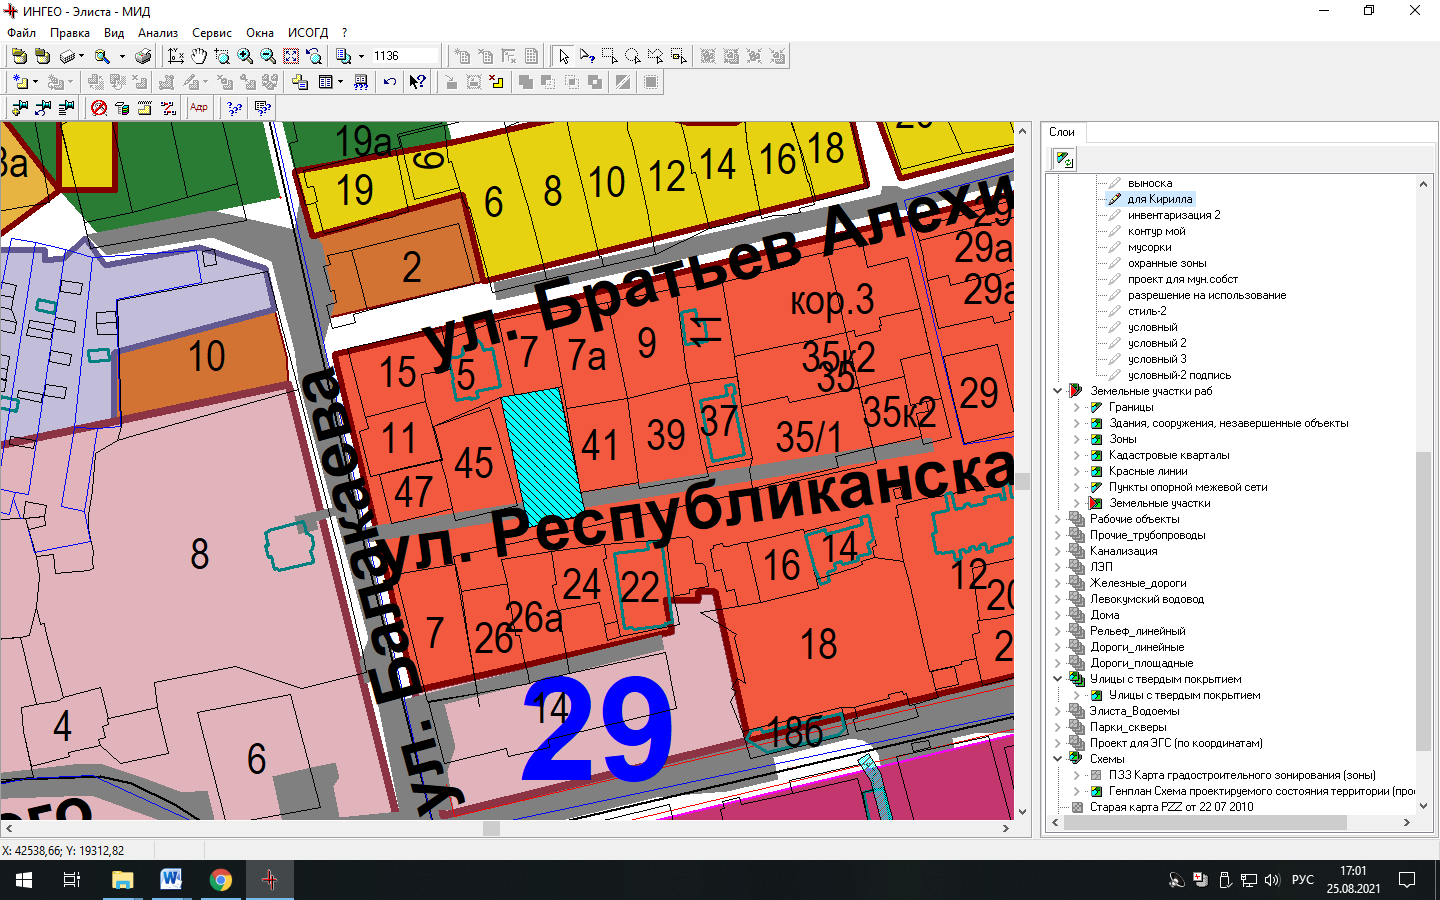 ИНГЕО - Элиста - МИД
Файл Правка Вид Анализ Сервис Окна ИСОГД ?
1136
Адр
Слои
выноска
для Кирилла
инвентаризация 2
контур мой
мусорки
охранные зоны
проект для мун.собст
разрешение на использование
стиль-2
условный
условный 2
условный 3
условный-2 подпись
Земельные участки раб
Границы
Здания, сооружения, незавершенные объекты
Зоны
Кадастровые кварталы
Красные линии
Пункты опорной межевой сети
Земельные участки
Рабочие объекты
Прочие_трубопроводы
Канализация
ЛЭП
Железные_дороги
Левокумский водовод
Дома
Рельеф_линейный
Дороги_линейные
Дороги_площадные
Улицы с твердым покрытием
Улицы с твердым покрытием
Элиста_Водоемы
Парки_скверы
Проект для ЭГС (по координатам)
Схемы
ПЗЗ Карта градостроительного зонирования (зоны)
Генплан Схема проектируемого состояния территории (прое
Старая карта PZZ от 22 07 2010
19а 6
19 6 8 10 12 14 16 18
2
ул. Братьев Алехи
29
29а
29а
кор.3
10
15 5 7 7а 9 11
35к2
35
29
11 45 41 39 37 35/1 35к2
47
ул. Республиканска
ул. Балакаева
8
7 26 26а 24 22 16 14 12
18
14
29
18б
4
6
X: 42538,66; Y: 19312,82
РУС
17:01
25.08.2021